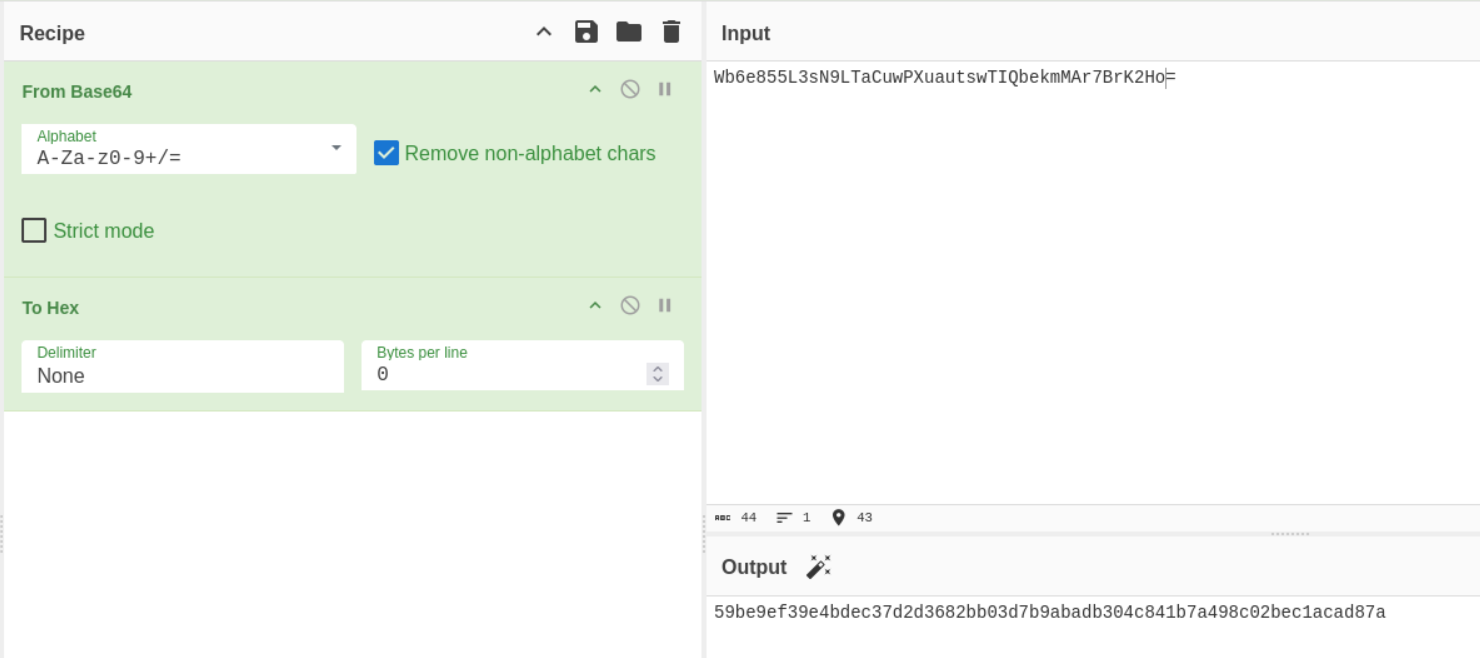 Recipe
From Base64
Alphabet
A-Za-z0-9+/=
Remove non-alphabet chars
Strict mode
To Hex
Delimiter
None
Bytes per line
0
Input
Wb6e855L3sN9LTaCuwPXuautswTIQbekmMAr7BrK2Ho=
ABC 44 1 43
Output
59be9ef39e4bdec37d2d3682bb03d7b9abadb304c841b7a498c02bec1acad87a